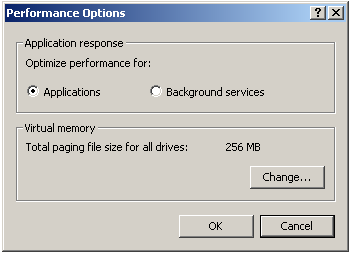 Performance Options
Application response
Optimize performance for:
Applications Background services
Virtual memory
Total paging file size for all drives: 256 MB
Change...
OK Cancel